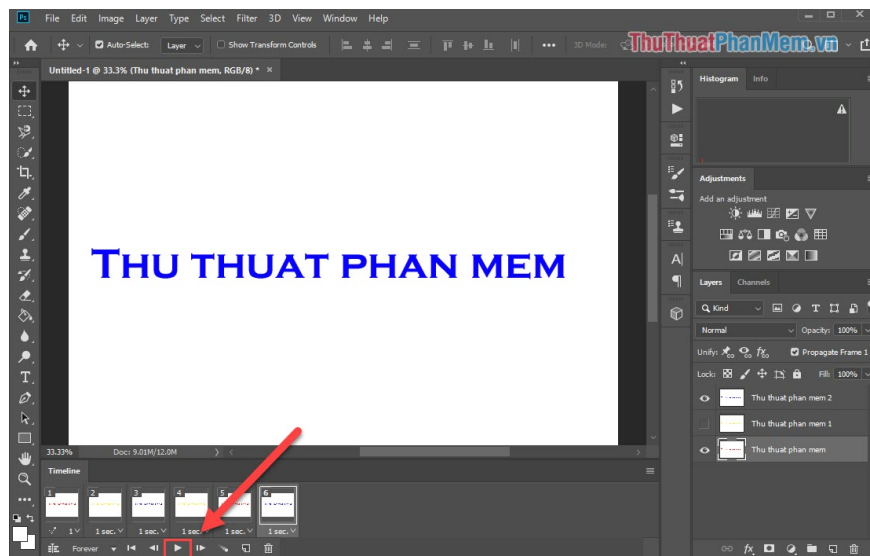 Ps File Edit Image Layer Type Select Filter 3D View Window Help
Auto-Select: Layer Show Transform Controls 3D Mode: ThuThuatPhanMem.vn
Untitled-1 @ 33.3% (Thu thuat phan mem, RGB/8) * ×
Histogram Info
Adjustments
Add an adjustment
THU THUAT PHAN MEM
Layers Channels
Kind
Normal Opacity: 100%
Unify: Propagate Frame 1
Lock: Fill: 100%
Thu thuat phan mem 2
Thu thuat phan mem 1
Thu thuat phan mem
33.33% Doc: 9.01M/12.0M
Timeline
1 2 3 4 5 6
1 1 sec. 1 sec. 1 sec. 1 sec. 1 sec.
Forever